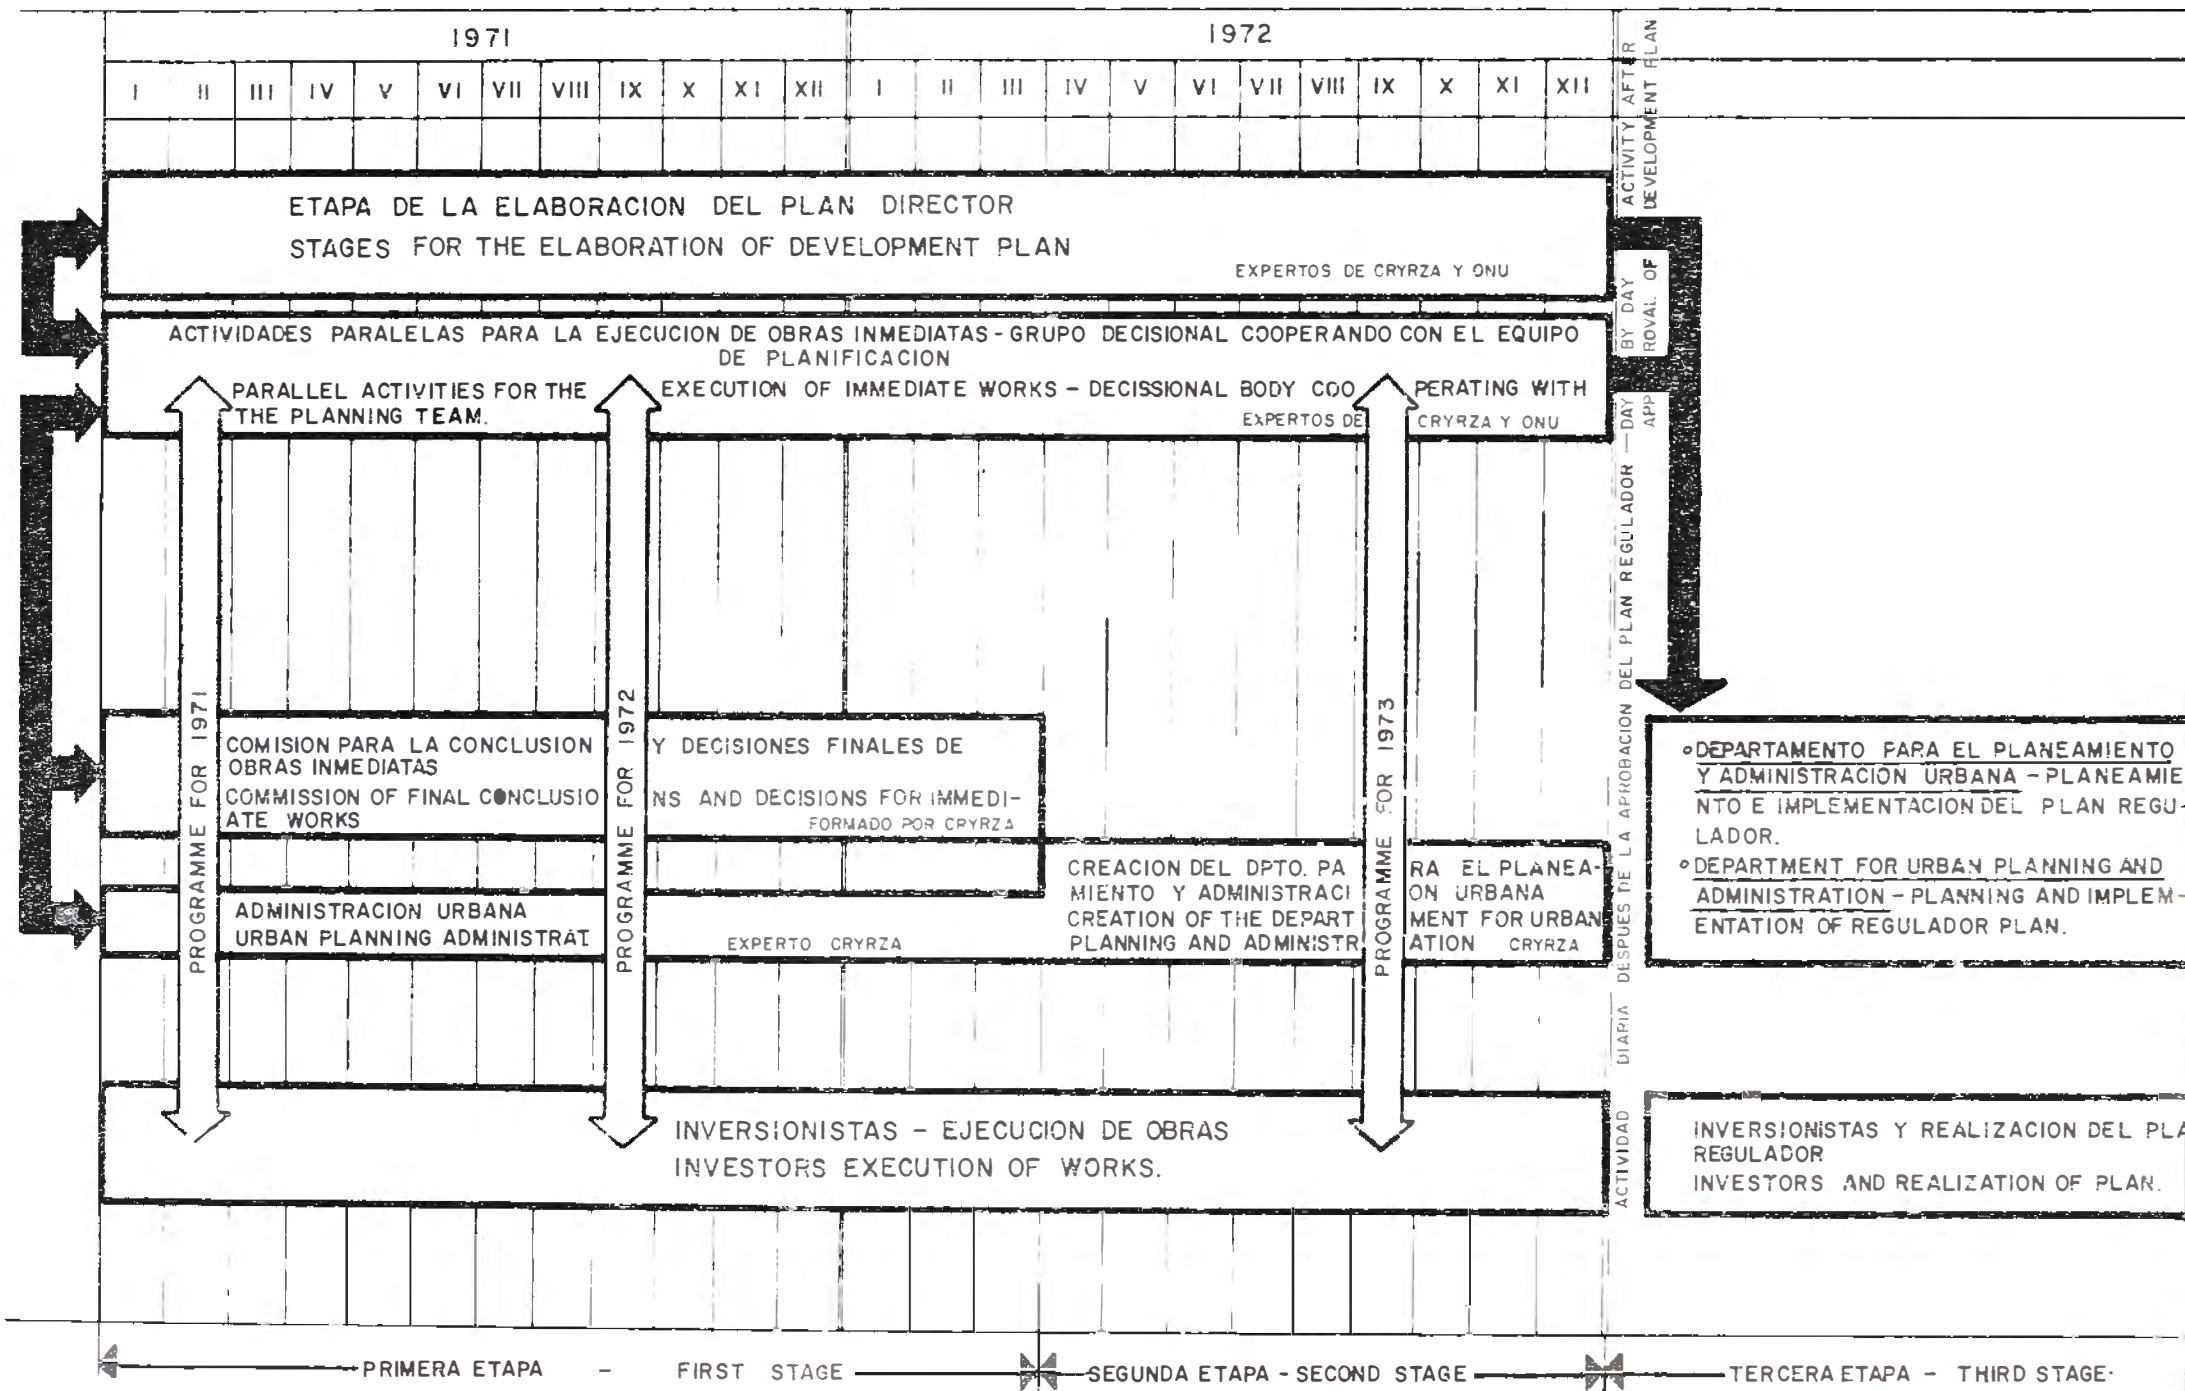 1971 1972
I II III IV V VI VII VIII IX X XI XII I II III IV V VI VII VIII IX X XI XII
ETAPA DE LA ELABORACION DEL PLAN DIRECTOR
STAGES FOR THE ELABORATION OF DEVELOPMENT PLAN
EXPERTOS DE CRYRZA Y ONU
ACTIVIDADES PARALELAS PARA LA EJECUCION DE OBRAS INMEDIATAS - GRUPO DECISIONAL COOPERANDO CON EL EQUIPO
DE PLANIFICACION
PARALLEL ACTIVITIES FOR THE EXECUTION OF IMMEDIATE WORKS - DECISSIONAL BODY COO PERATING WITH
THE PLANNING TEAM.
EXPERTOS DE CRYRZA Y ONU
PROGRAMME FOR 1971
PROGRAMME FOR 1972
PROGRAMME FOR 1973
COMISION PARA LA CONCLUSION Y DECISIONES FINALES DE
OBRAS INMEDIATAS
COMMISSION OF FINAL CONCLUSIO NS AND DECISIONS FOR IMMEDI-
ATE WORKS
FORMADO POR CRYRZA
ADMINISTRACION URBANA
URBAN PLANNING ADMINISTRAT
EXPERTO CRYRZA
CREACION DEL DPTO. PA RA EL PLANEA-
MIENTO Y ADMINISTRACI ON URBANA
CREATION OF THE DEPART MENT FOR URBAN
PLANNING AND ADMINISTR ATION CRYRZA
INVERSIONISTAS - EJECUCION DE OBRAS
INVESTORS EXECUTION OF WORKS.
ACTIVIDAD DIARIA DESPUES DE LA APROBACION DEL PLAN REGULADOR - DAY BY DAY ACTIVITY AFTER
APPROVAL OF DEVELOPMENT PLAN
° DEPARTAMENTO PARA EL PLANEAMIENTO
Y ADMINISTRACION URBANA - PLANEAMIE
NTO E IMPLEMENTACION DEL PLAN REGU-
LADOR.
° DEPARTMENT FOR URBAN PLANNING AND
ADMINISTRATION - PLANNING AND IMPLEM-
ENTATION OF REGULADOR PLAN.
INVERSIONISTAS Y REALIZACION DEL PLA
REGULADOR
INVESTORS AND REALIZATION OF PLAN.
PRIMERA ETAPA - FIRST STAGE
SEGUNDA ETAPA - SECOND STAGE
TERCERA ETAPA - THIRD STAGE.